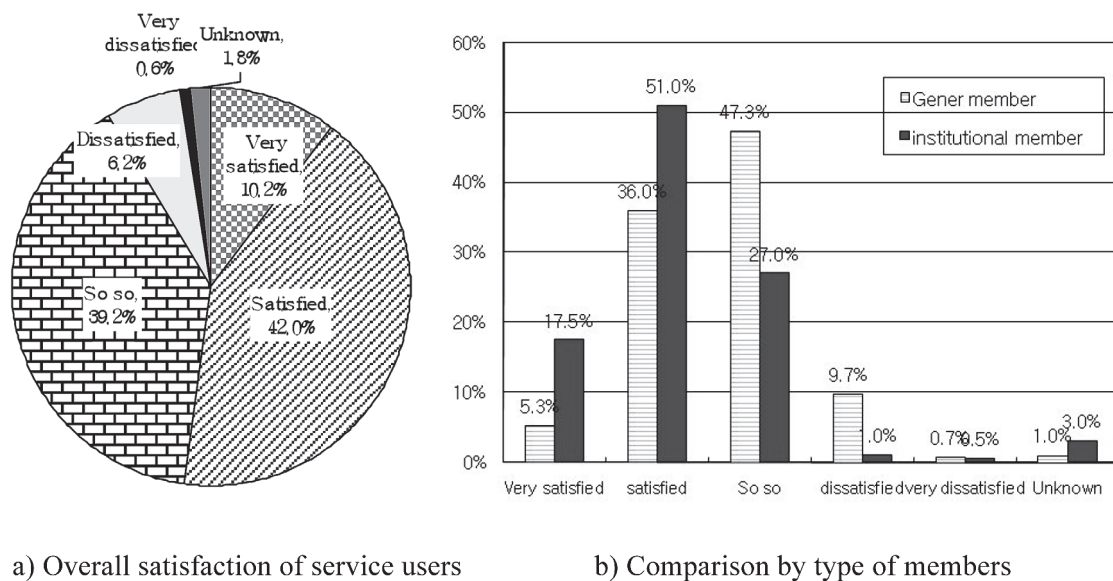 Very
dissatisfied
0.6%
Unknown,
1.8%
Dissatisfied,
6.2%
Very
satisfied,
10.2%
So so,
39.2%
Satisfied,
42.0%
60%
50%
40%
30%
20%
10%
0%
Gener member
institutional member
5.3%
17.5%
36.0%
51.0%
47.3%
27.0%
9.7%
.0%
0.7%
0.5%
1.0%
3.0%
Very satisfied
satisfied
So so
dissatisfied
very dissatisfied
Unknown
a) Overall satisfaction of service users
b) Comparison by type of members